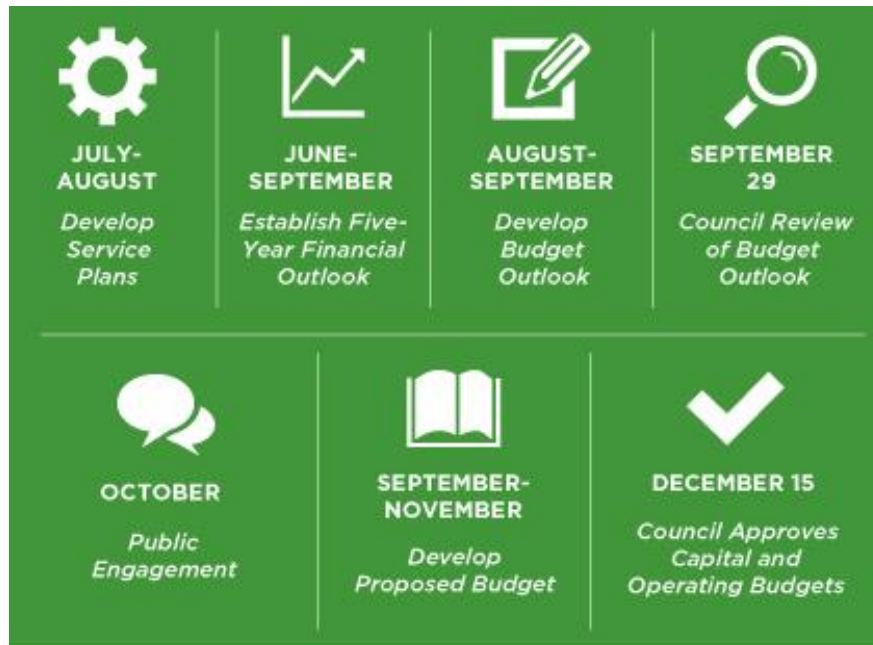 JULY-
AUGUST
Develop
Service
Plans
JUNE-
SEPTEMBER
Establish Five-
Year Financial
Outlook
AUGUST-
SEPTEMBER
Develop
Budget
Outlook
SEPTEMBER
29
Council Review
of Budget
Outlook
OCTOBER
Public
Engagement
SEPTEMBER-
NOVEMBER
Develop
Proposed Budget
DECEMBER 15
Council Approves
Capital and
Operating Budgets